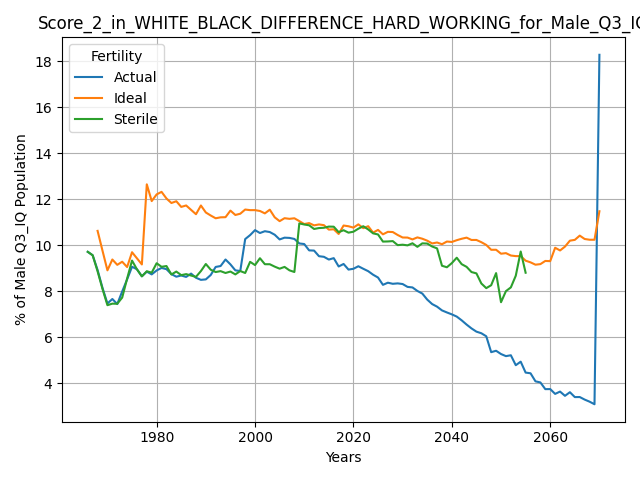 Score_2_in_WHITE_BLACK_DIFFERENCE_HARD_WORKING_for_Male_Q3_IQ
Fertility
Actual
Ideal
Sterile
18
16
14
12
10
8
6
4
% of Male Q3_IQ Population
1980
2000
2020
2040
2060
Years